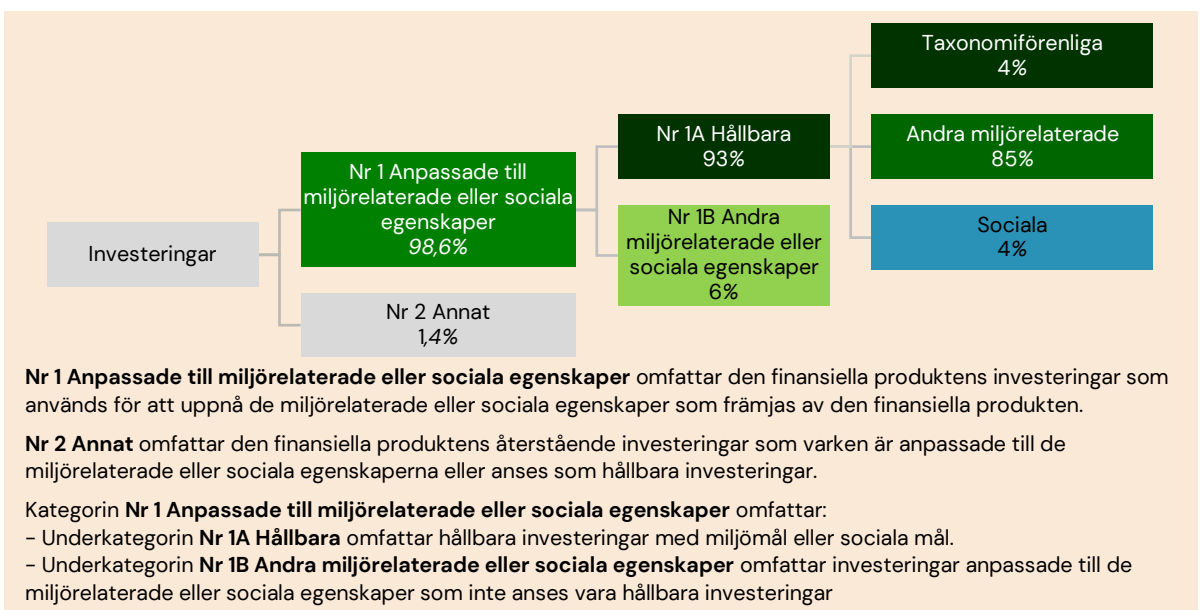 Taxonomiförenliga
4%
Nr 1A Hållbara
93%
Andra miljörelaterade
85%
Nr 1 Anpassade till
miljörelaterade eller sociala
egenskaper
98,6%
Nr 1B Andra
miljörelaterade eller
sociala egenskaper
6%
Sociala
4%
Investeringar
Nr 2 Annat
1,4%
Nr 1 Anpassade till miljörelaterade eller sociala egenskaper omfattar den finansiella produktens investeringar som
används för att uppnå de miljörelaterade eller sociala egenskaper som främjas av den finansiella produkten.
Nr 2 Annat omfattar den finansiella produktens återstående investeringar som varken är anpassade till de
miljörelaterade eller sociala egenskaperna eller anses som hållbara investeringar.
Kategorin Nr 1 Anpassade till miljörelaterade eller sociala egenskaper omfattar:
- Underkategorin Nr 1A Hållbara omfattar hållbara investeringar med miljömål eller sociala mål.
- Underkategorin Nr 1B Andra miljörelaterade eller sociala egenskaper omfattar investeringar anpassade till de
miljörelaterade eller sociala egenskaper som inte anses vara hållbara investeringar